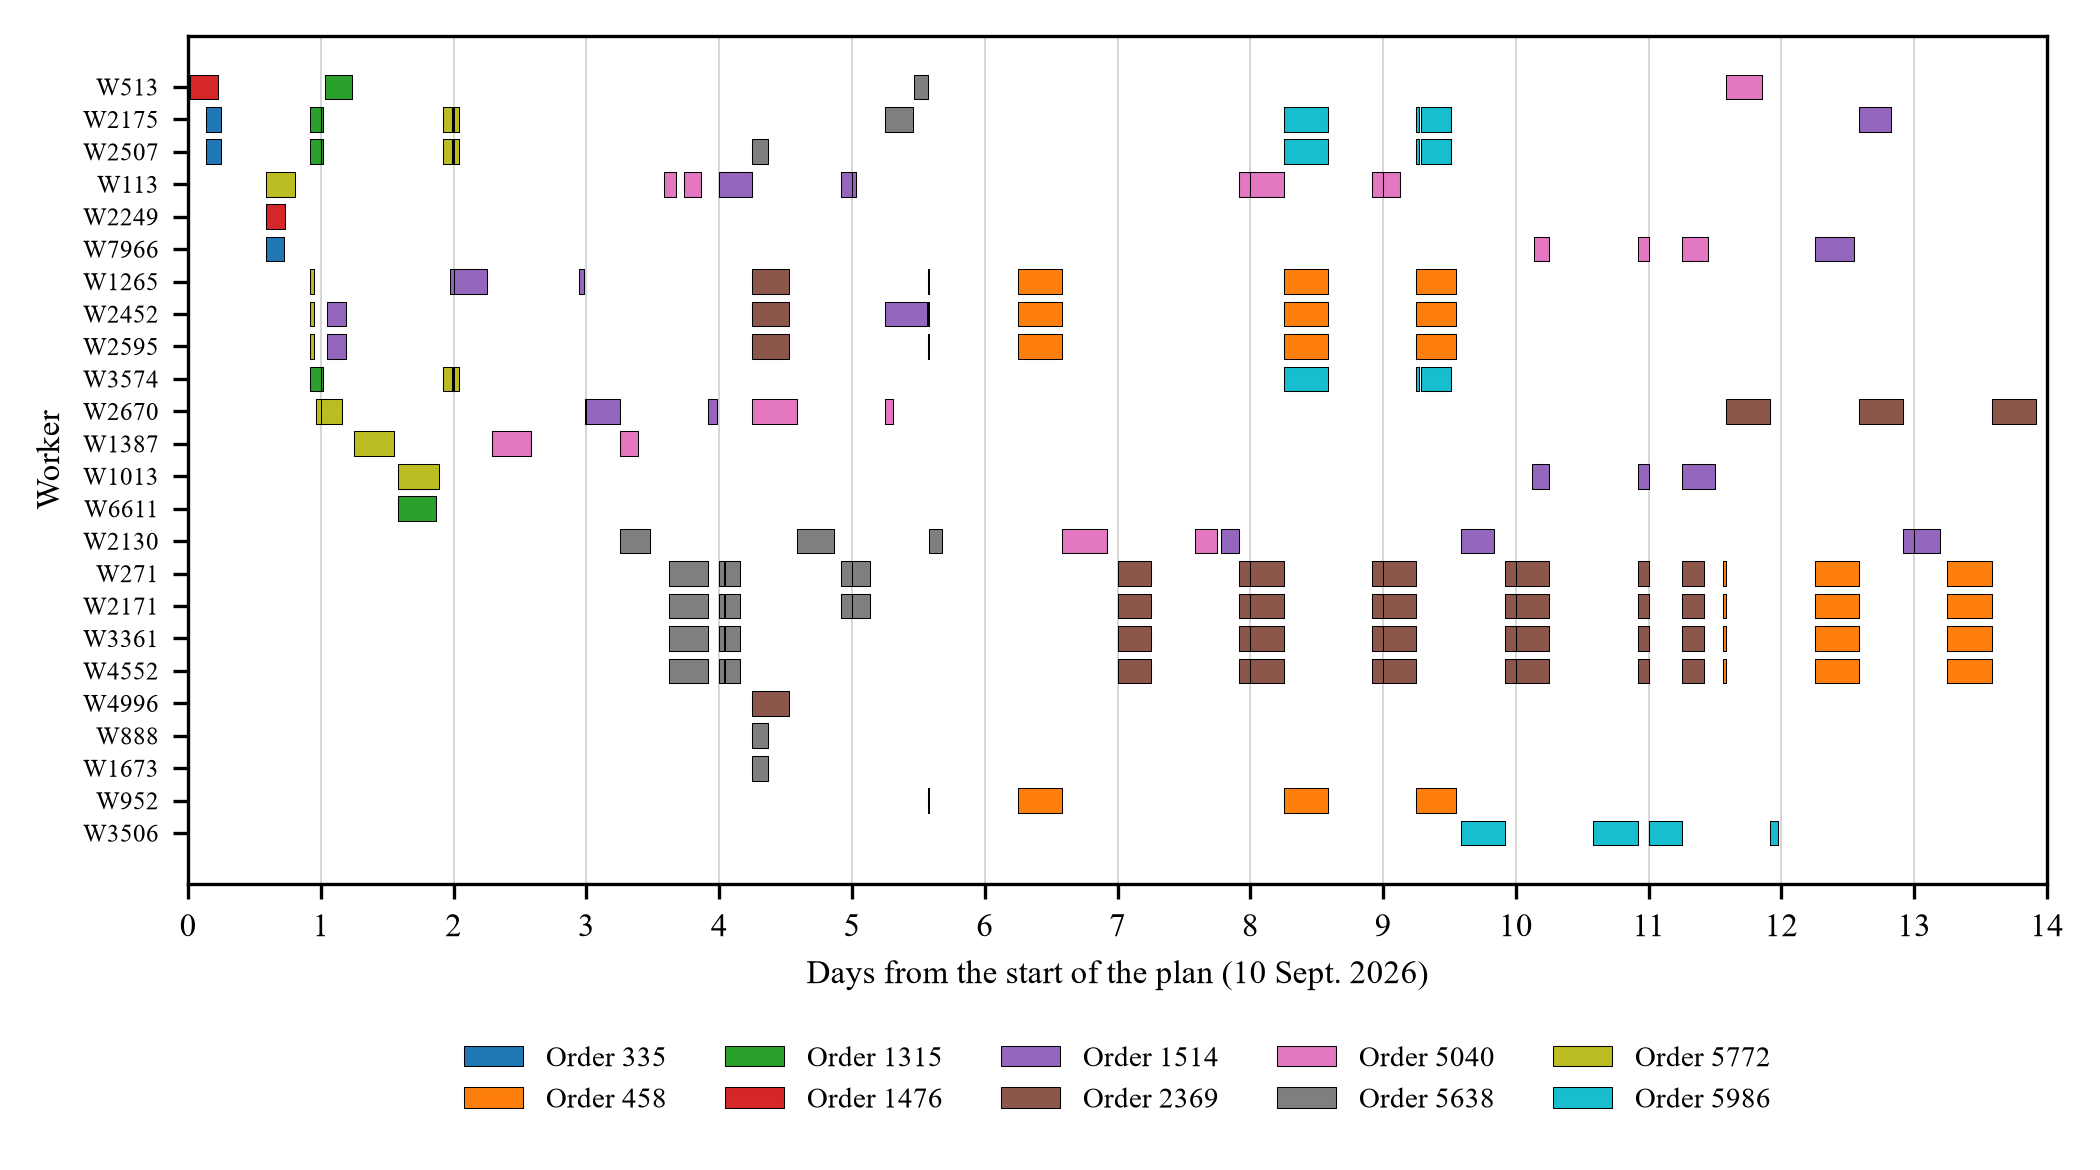 W513
W2175
W2507
W113
W2249
W7966
W1265
W2452
W2595
W3574
W2670
W1387
W1013
W6611
W2130
W271
W2171
W3361
W4552
W4996
W888
W1673
W952
W3506
Worker
0 1 2 3 4 5 6 7 8 9 10 11 12 13 14
Days from the start of the plan (10 Sept. 2026)
Order 335 Order 1315 Order 1514 Order 5040 Order 5772
Order 458 Order 1476 Order 2369 Order 5638 Order 5986